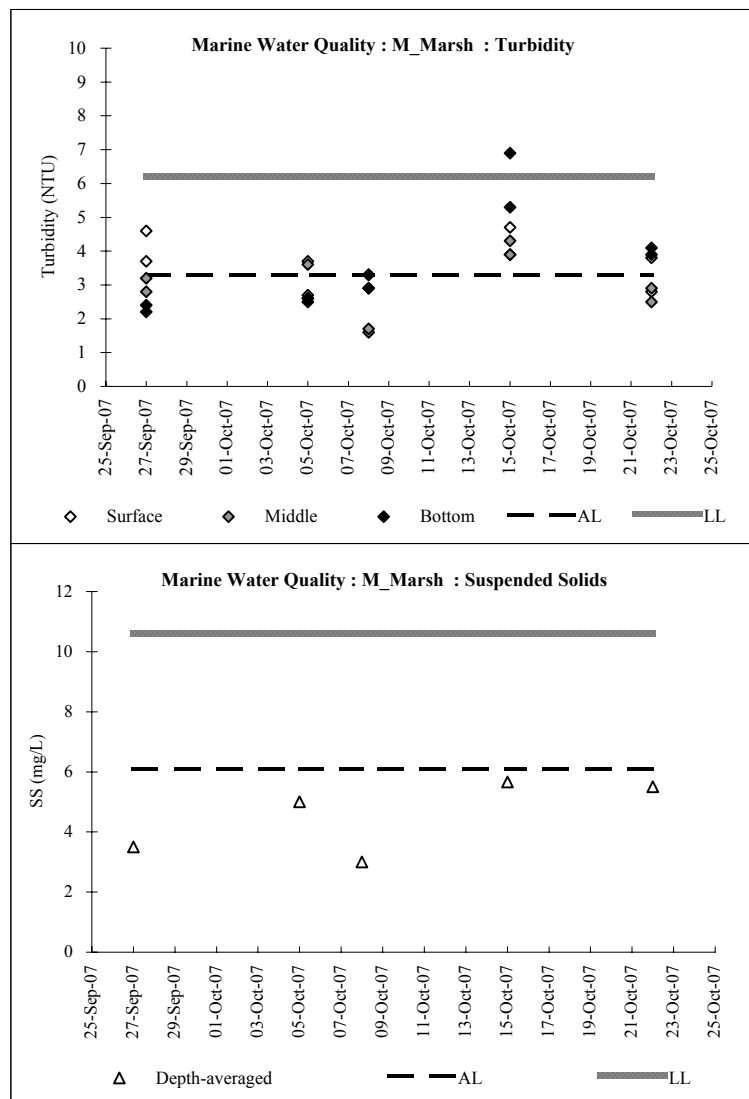 Marine Water Quality : M_Marsh : Turbidity
10
9
8
7
6
5
4
3
2
1
0
Turbidity (NTU)
25-Sep-07
27-Sep-07
29-Sep-07
01-Oct-07
03-Oct-07
05-Oct-07
07-Oct-07
09-Oct-07
11-Oct-07
13-Oct-07
15-Oct-07
17-Oct-07
19-Oct-07
21-Oct-07
23-Oct-07
25-Oct-07
Surface Middle Bottom AL LL
Marine Water Quality : M_Marsh : Suspended Solids
12
10
8
6
4
2
0
SS (mg/L)
25-Sep-07
27-Sep-07
29-Sep-07
01-Oct-07
03-Oct-07
05-Oct-07
07-Oct-07
09-Oct-07
11-Oct-07
13-Oct-07
15-Oct-07
17-Oct-07
19-Oct-07
21-Oct-07
23-Oct-07
25-Oct-07
Depth-averaged AL LL